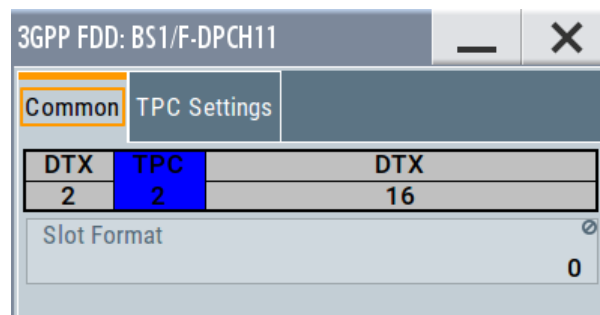 3GPP FDD: BS1/F-DPCH11
Common TPC Settings
DTX TPC DTX
2 2 16
Slot Format
0